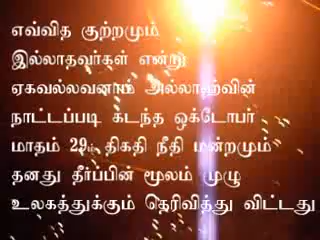 எவ்வித குற்றமும்
இல்லாதவர்கள் என்று
ஏகவல்லவனாம் அல்லாஹ்வின்
நாட்டப்படி கடந்த ஒக்டோபர்
மாதம் 29ம் திகதி நீதி மன்றமும்
தனது தீர்ப்பின் மூலம் முழு
உலகத்துக்கும் தெரிவித்து விட்டது